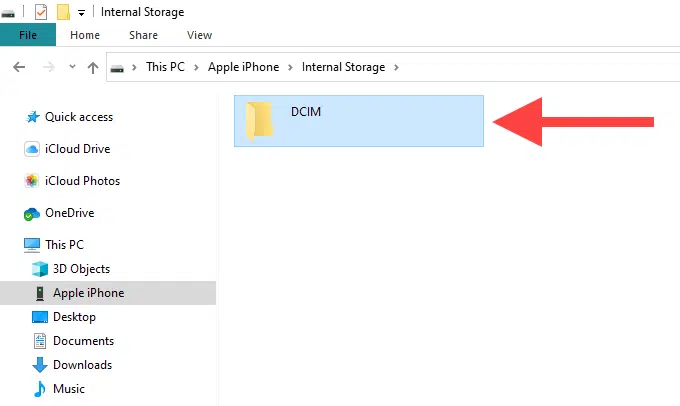 Internal Storage
File Home Share View
This PC Apple iPhone Internal Storage
DCIM
Quick access
iCloud Drive
iCloud Photos
OneDrive
This PC
3D Objects
Apple iPhone
Desktop
Documents
Downloads
Music